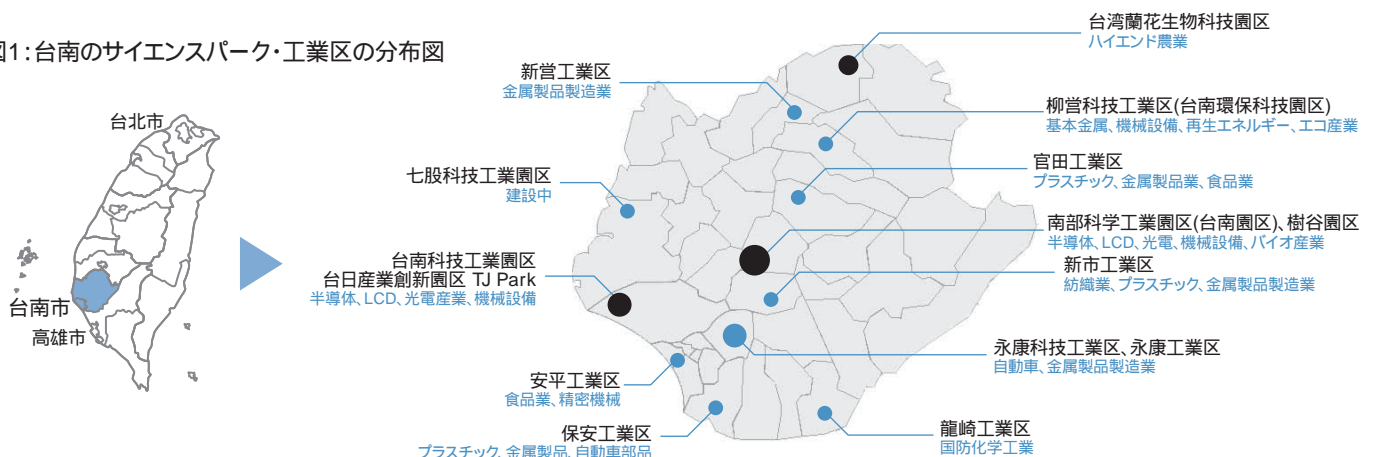 図1:台南のサイエンスパーク・工業区の分布図
台北市
台南市
高雄市
台湾蘭花生物科技園区
ハイエンド農業
新営工業区
金属製品製造業
柳営科技工業区(台南環保科技園区)
基本金属、機械設備、再生エネルギー、エコ産業
官田工業区
プラスチック、金属製品業、食品業
七股科技工業園区
建設中
南部科学工業園区(台南園区)、樹谷園区
半導体、LCD、光電、機械設備、バイオ産業
台南科技工業園区
台日産業創新園区 TJ Park
半導体、LCD、光電産業、機械設備
新市工業区
紡織業、プラスチック、金属製品製造業
永康科技工業区、永康工業区
自動車、金属製品製造業
安平工業区
食品業、精密機械
保安工業区
プラスチック、金属製品、自動車部品
龍崎工業区
国防化学工業